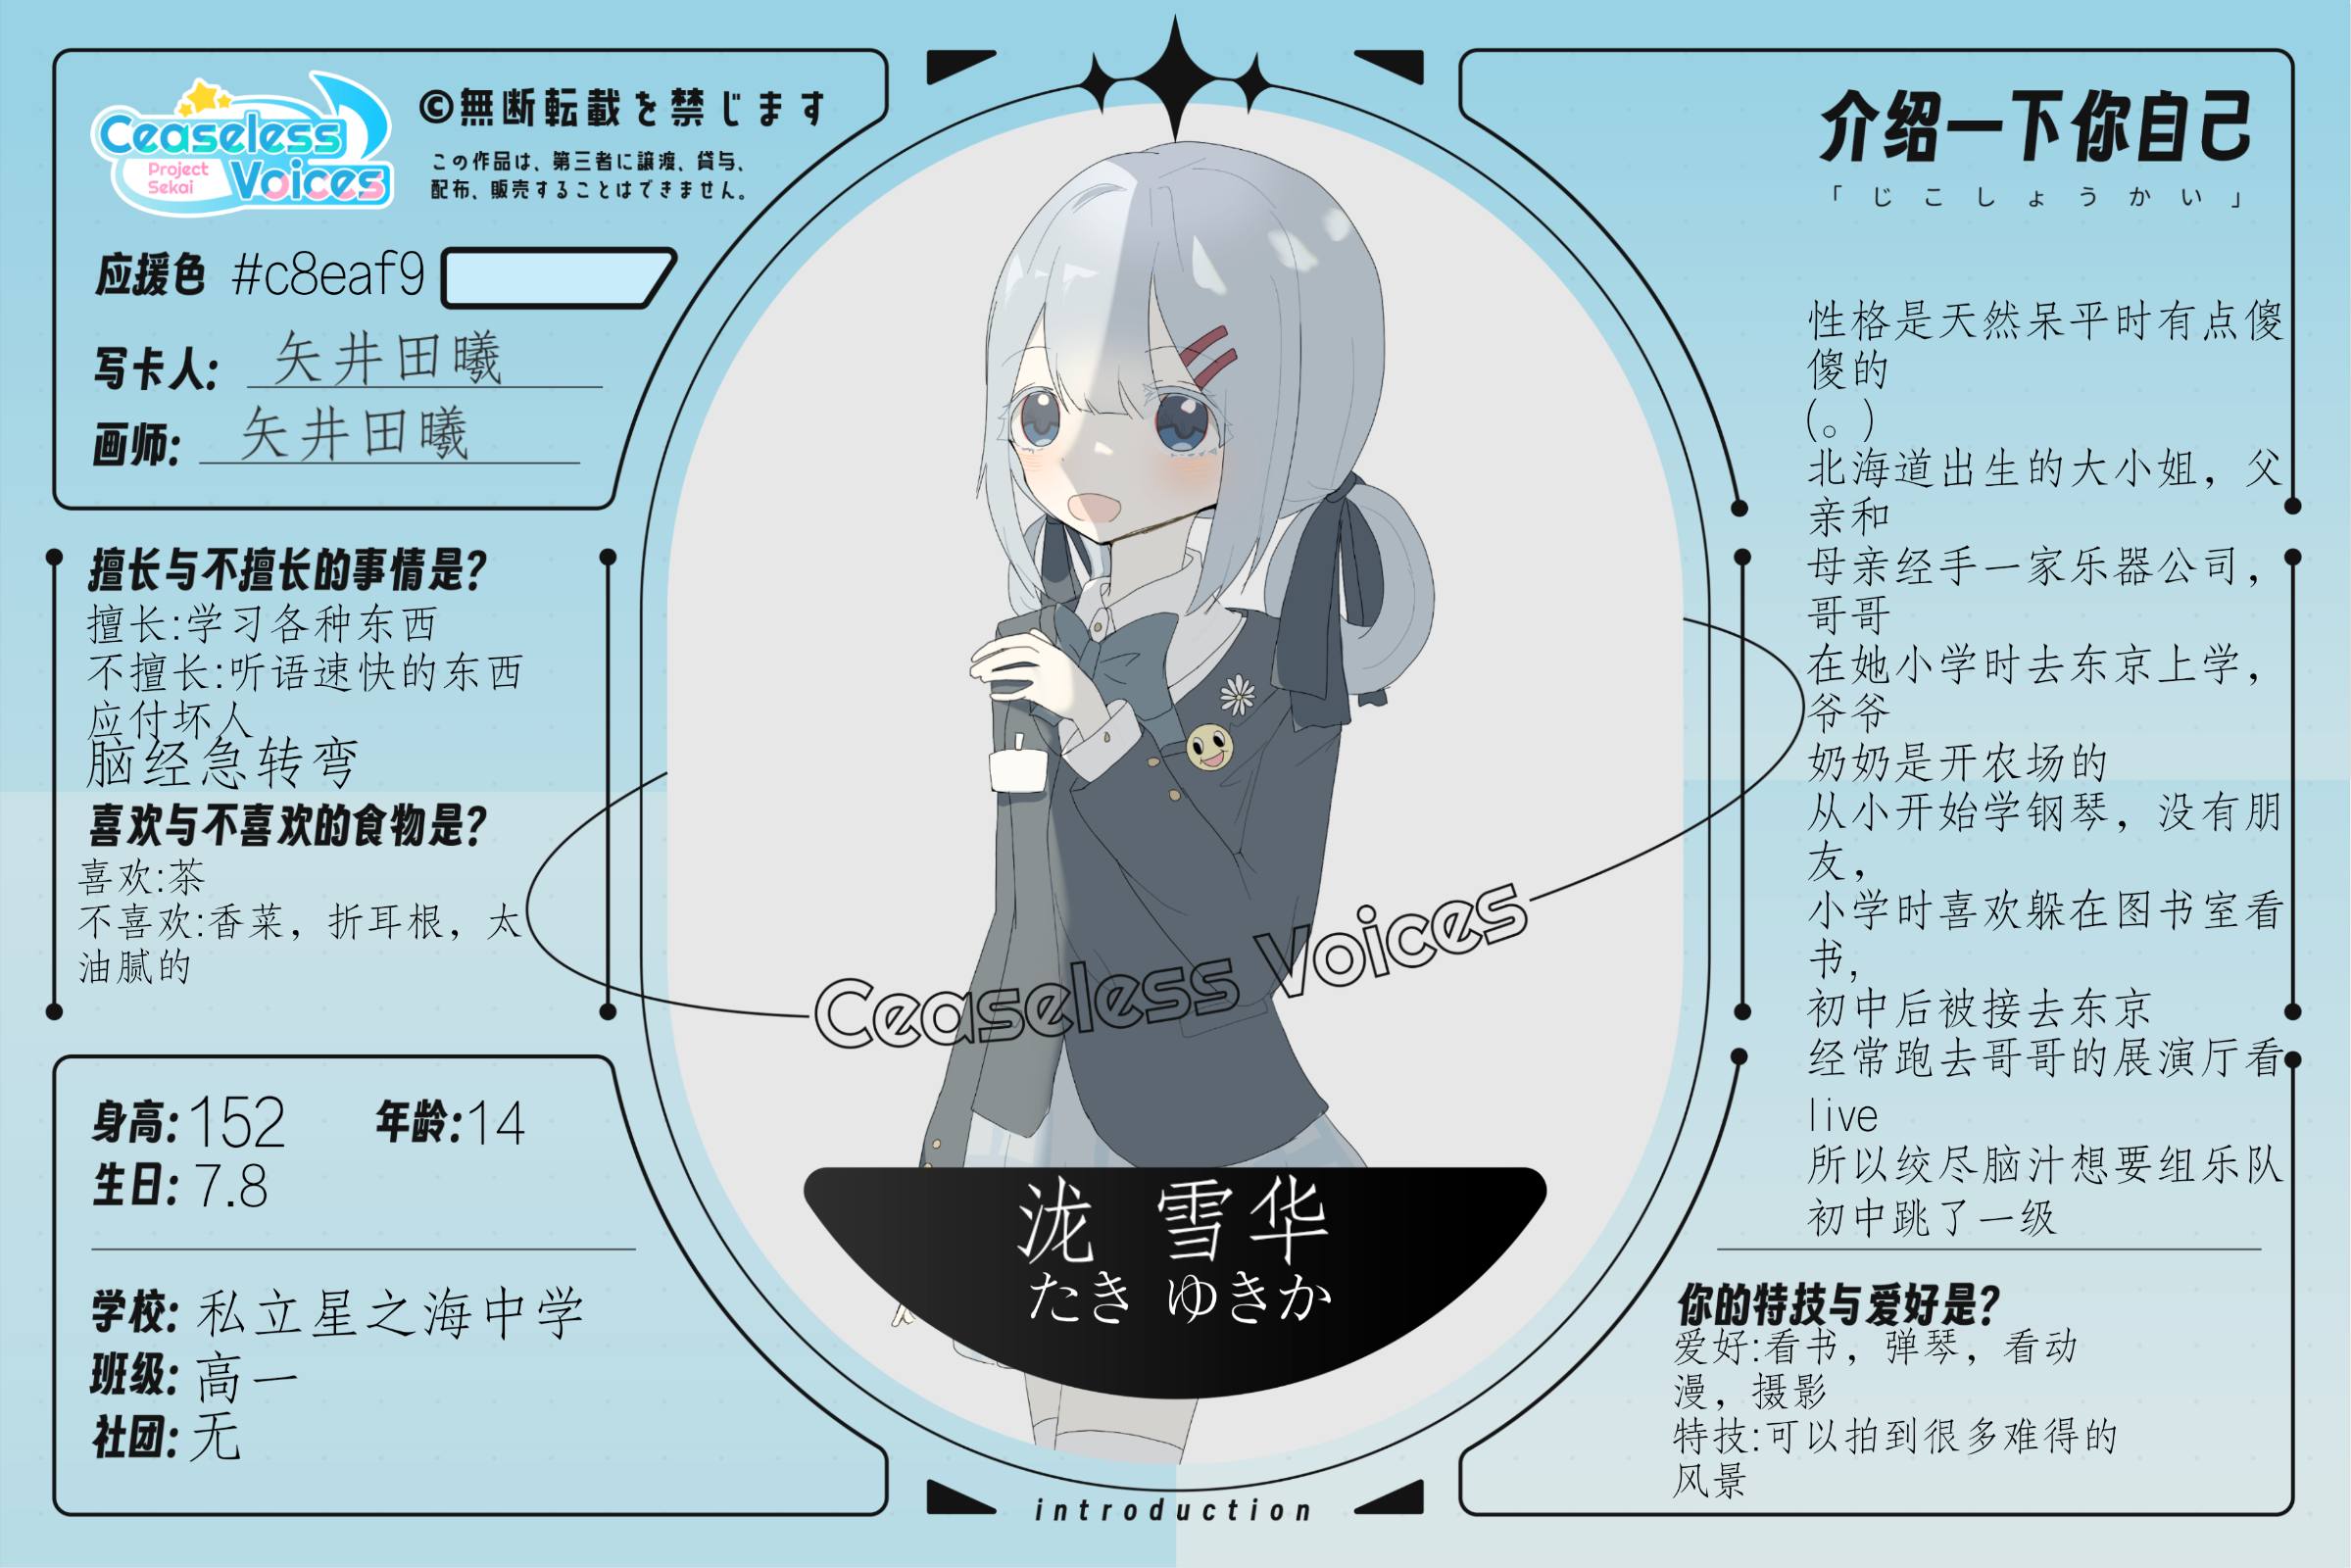 Ceaseless
Project
Sekai
Voices
©無断転載を禁じます
この作品は、第三者に譲渡、貸与、
配布、販売することはできません。
应援色 #c8eaf9
写卡人: 矢井田曦
画师: 矢井田曦
擅长与不擅长的事情是?
擅长:学习各种东西
不擅长:听语速快的东西
应付坏人
脑经急转弯
喜欢与不喜欢的食物是?
喜欢:茶
不喜欢:香菜，折耳根，太
油腻的
身高:152 年龄:14
生日:7.8
学校:私立星之海中学
班级:高一
社团:无
Ceaseless Voices
泷 雪华
たき ゆきか
introduction
介绍一下你自己
「じこしょうかい」
性格是天然呆平时有点傻
傻的
(。)
北海道出生的大小姐，父
亲和
母亲经手一家乐器公司，
哥哥
在她小学时去东京上学，
爷爷
奶奶是开农场的
从小开始学钢琴，没有朋
友，
小学时喜欢躲在图书室看
书，
初中后被接去东京
经常跑去哥哥的展演厅看
live
所以绞尽脑汁想要组乐队
初中跳了一级
你的特技与爱好是?
爱好:看书，弹琴，看动
漫，摄影
特技:可以拍到很多难得的
风景